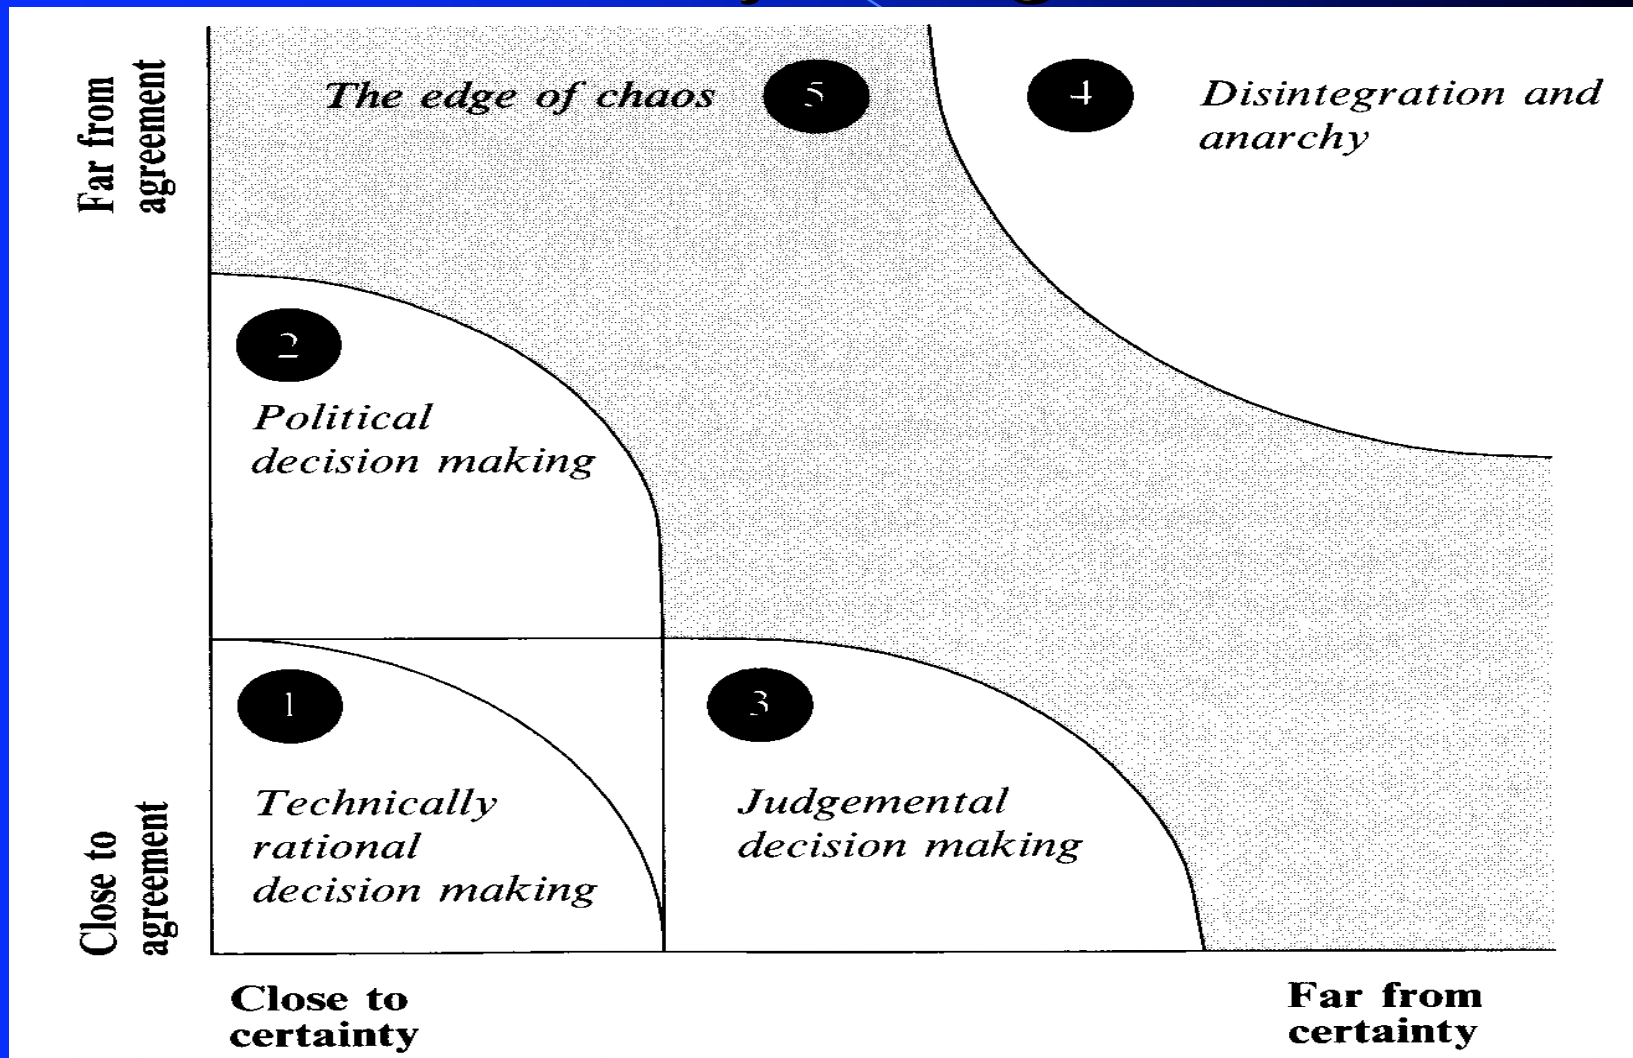 Far from
agreement
The edge of chaos
5
4
Disintegration and
anarchy
2
Political
decision making
1
Technically
rational
decision making
3
Judgemental
decision making
Close to
agreement
Close to
certainty
Far from
certainty